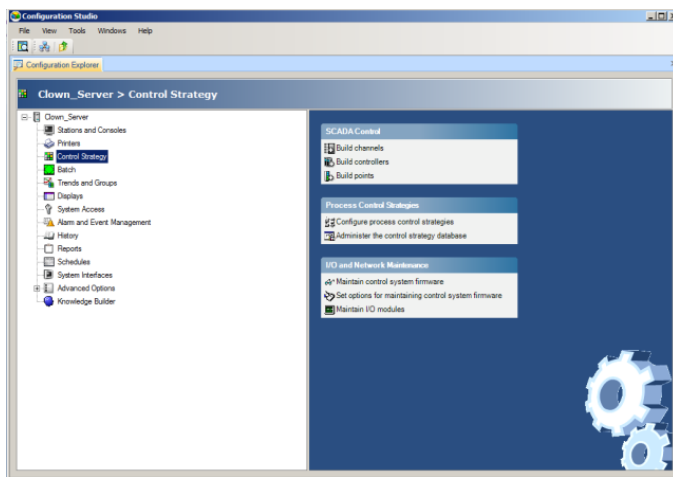 Configuration Studio
File View Tools Windows Help
Configuration Explorer
Clown_Server > Control Strategy
Clown_Server
Stations and Consoles
Printers
Control Strategy
Batch
Trends and Groups
Displays
System Access
Alarm and Event Management
History
Reports
Schedules
System Interfaces
Advanced Options
Knowledge Builder
SCADA Control
Build channels
Build controllers
Build points
Process Control Strategies
Configure process control strategies
Administer the control strategy database
I/O and Network Maintenance
Maintain control system firmware
Set options for maintaining control system firmware
Maintain I/O modules